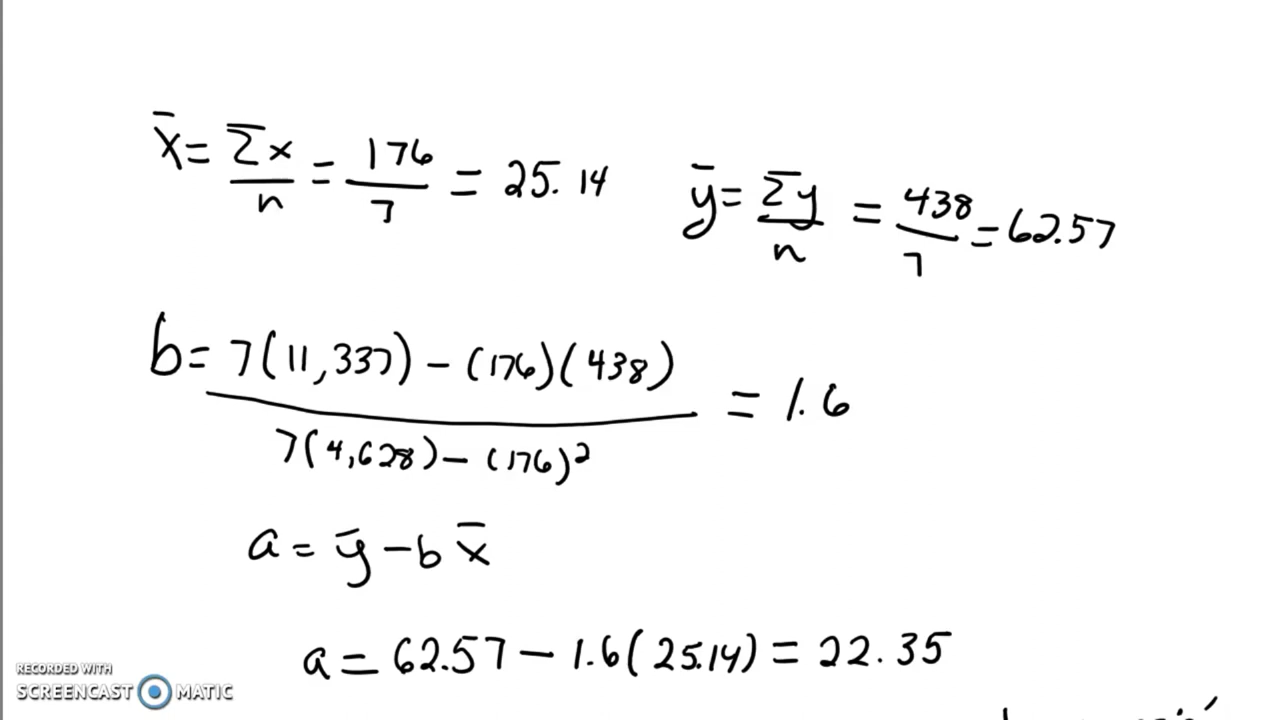 x̄ = Σx/n = 176/7 = 25.14
ȳ = Σy/n = 438/7 = 62.57
b = 7(11,337) − (176)(438) / 7(4,628) − (176)² = 1.6
a = ȳ − b x̄
a = 62.57 − 1.6(25.14) = 22.35
RECORDED WITH
SCREENCAST MATIC